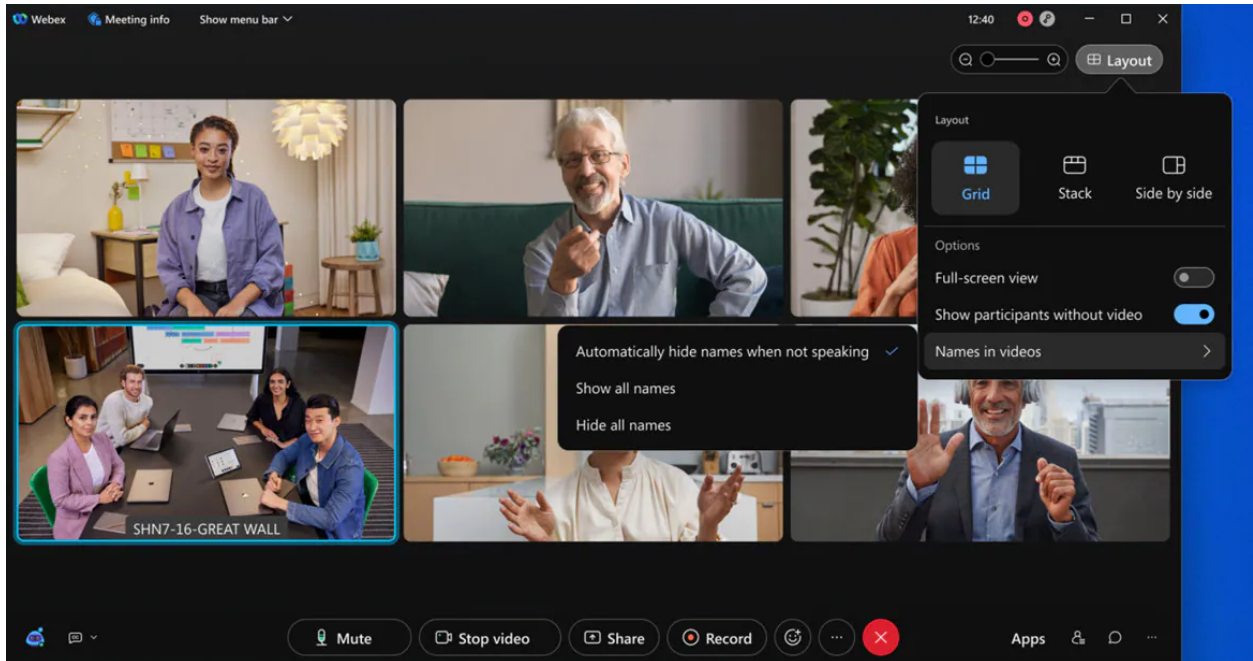 Webex
Meeting info
Show menu bar
12:40
Layout
Layout
Grid
Stack
Side by side
Options
Full-screen view
Show participants without video
Names in videos
Automatically hide names when not speaking
Show all names
Hide all names
SHN7-16-GREAT WALL
Mute
Stop video
Share
Record
Apps